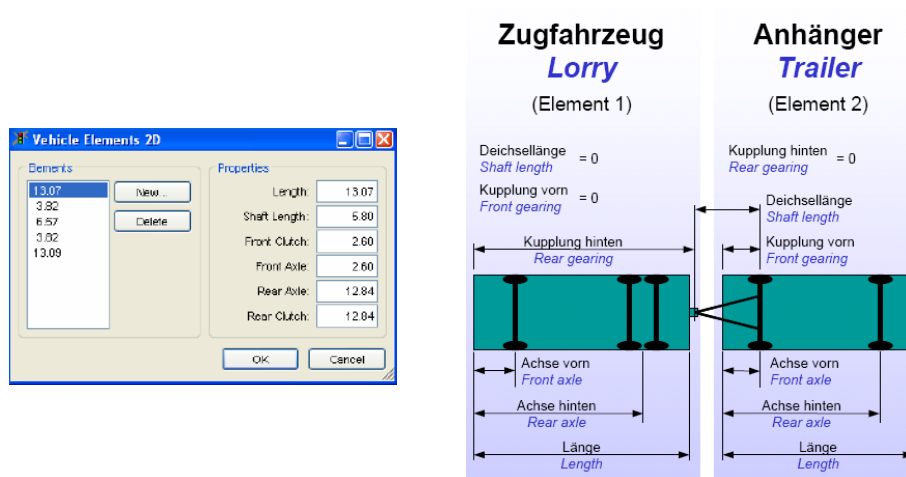 Vehicle Elements 2D
Elements
13.07
3.82
6.57
3.82
13.09
New...
Delete
Properties
Length: 13.07
Shaft Length: 5.80
Front Clutch: 2.60
Front Axle: 2.60
Rear Axle: 12.84
Rear Clutch: 12.84
OK
Cancel
Zugfahrzeug
Lorry
(Element 1)
Deichsellänge = 0
Shaft length
Kupplung vorn = 0
Front gearing
Kupplung hinten
Rear gearing
Achse vorn
Front axle
Achse hinten
Rear axle
Länge
Length
Anhänger
Trailer
(Element 2)
Kupplung hinten = 0
Rear gearing
Deichsellänge
Shaft length
Kupplung vorn
Front gearing
Achse vorn
Front axle
Achse hinten
Rear axle
Länge
Length